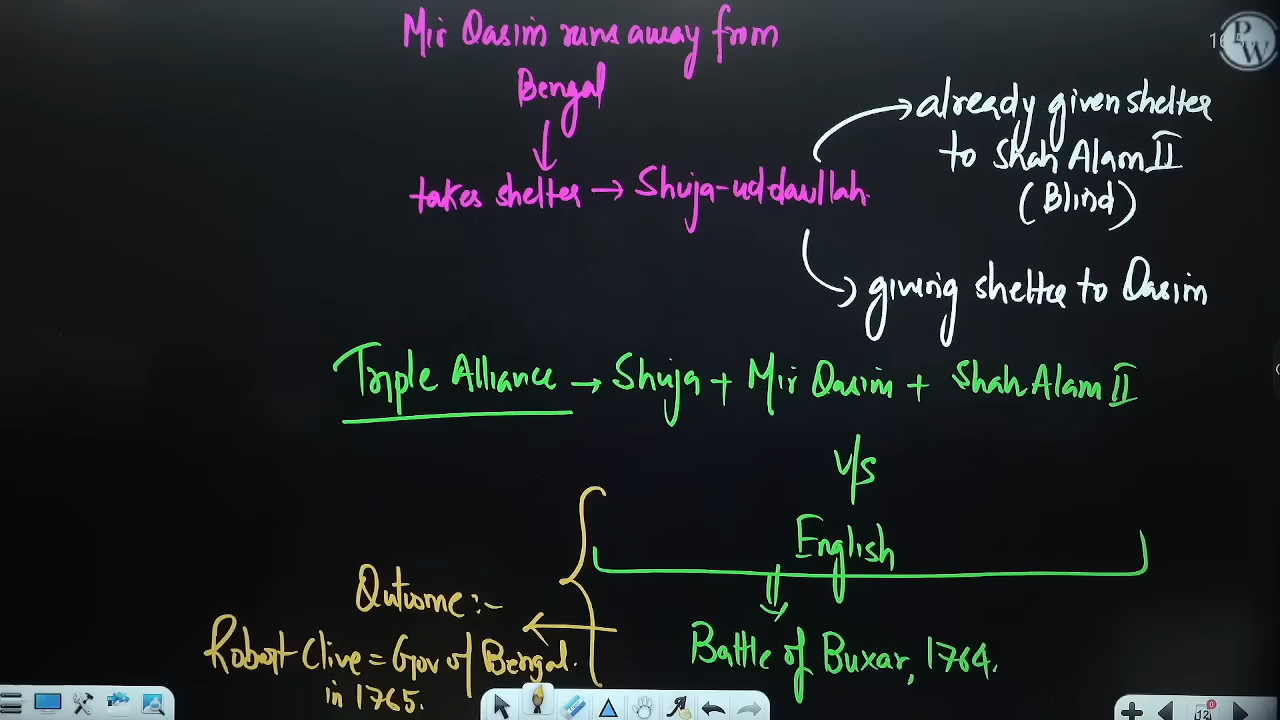 Mir Qasim runs away from
Bengal
takes shelter → Shuja-ud daullah
already given shelter
to Shah Alam II
(Blind)
giving shelter to Qasim
Triple Alliance → Shuja + Mir Qasim + Shah Alam II
V/s
English
Battle of Buxar, 1764.
Outcome :-
Robert Clive = Gov of Bengal.
in 1765.
PW